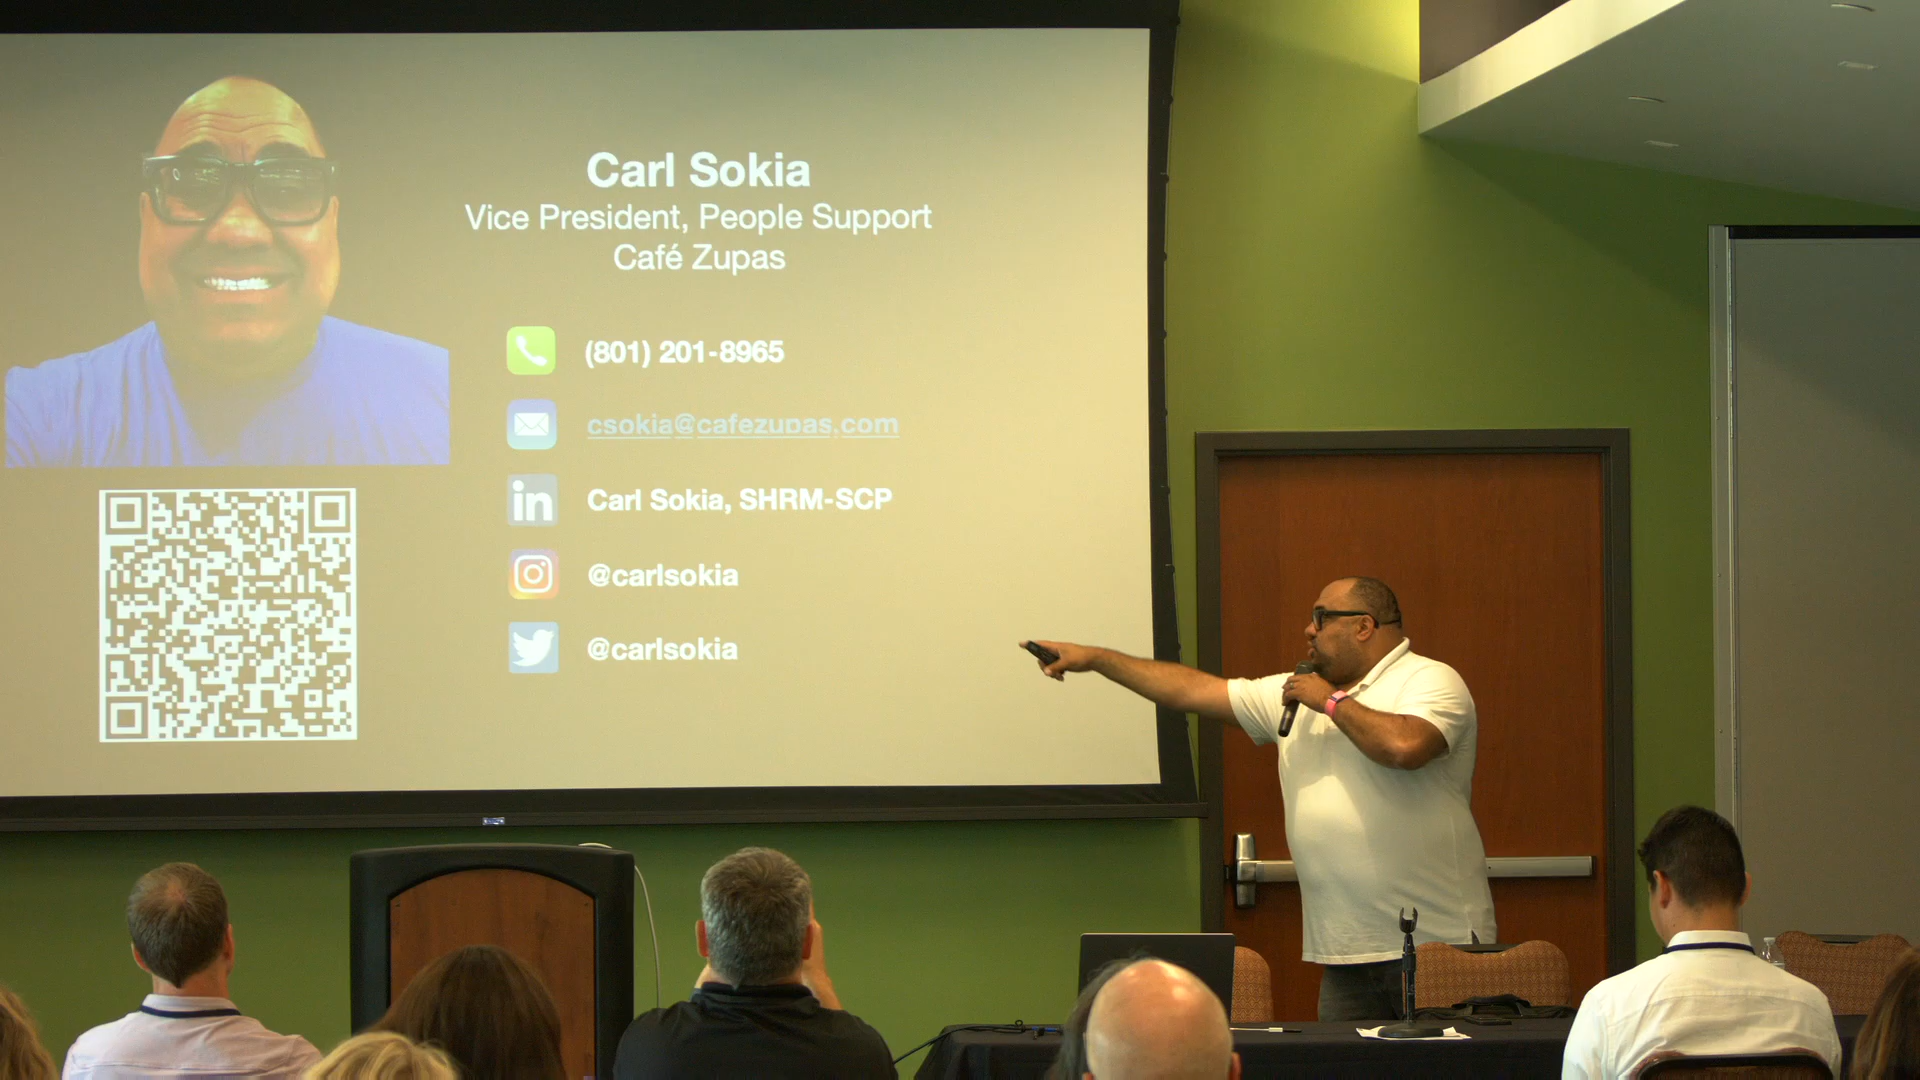 Carl Sokia
Vice President, People Support
Café Zupas
(801) 201-8965
csokia@cafezupas.com
in
Carl Sokia, SHRM-SCP
@carlsokia
@carlsokia